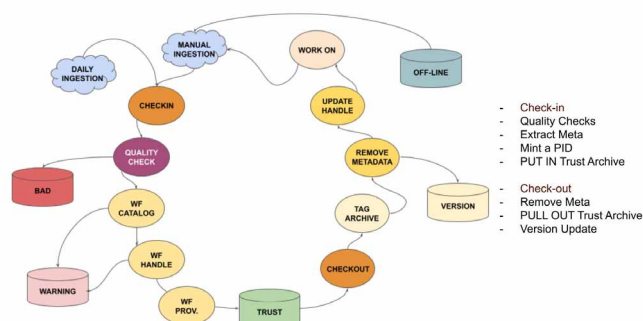 MANUAL
INGESTION
DAILY
INGESTION
WORK ON
OFF-LINE
CHECKIN
UPDATE
HANDLE
QUALITY
CHECK
REMOVE
METADATA
BAD
WF
CATALOG
TAG
ARCHIVE
VERSION
WF
HANDLE
CHECKOUT
WARNING
WF
PROV.
TRUST
- Check-in
- Quality Checks
- Extract Meta
- Mint a PID
- PUT IN Trust Archive
- Check-out
- Remove Meta
- PULL OUT Trust Archive
- Version Update